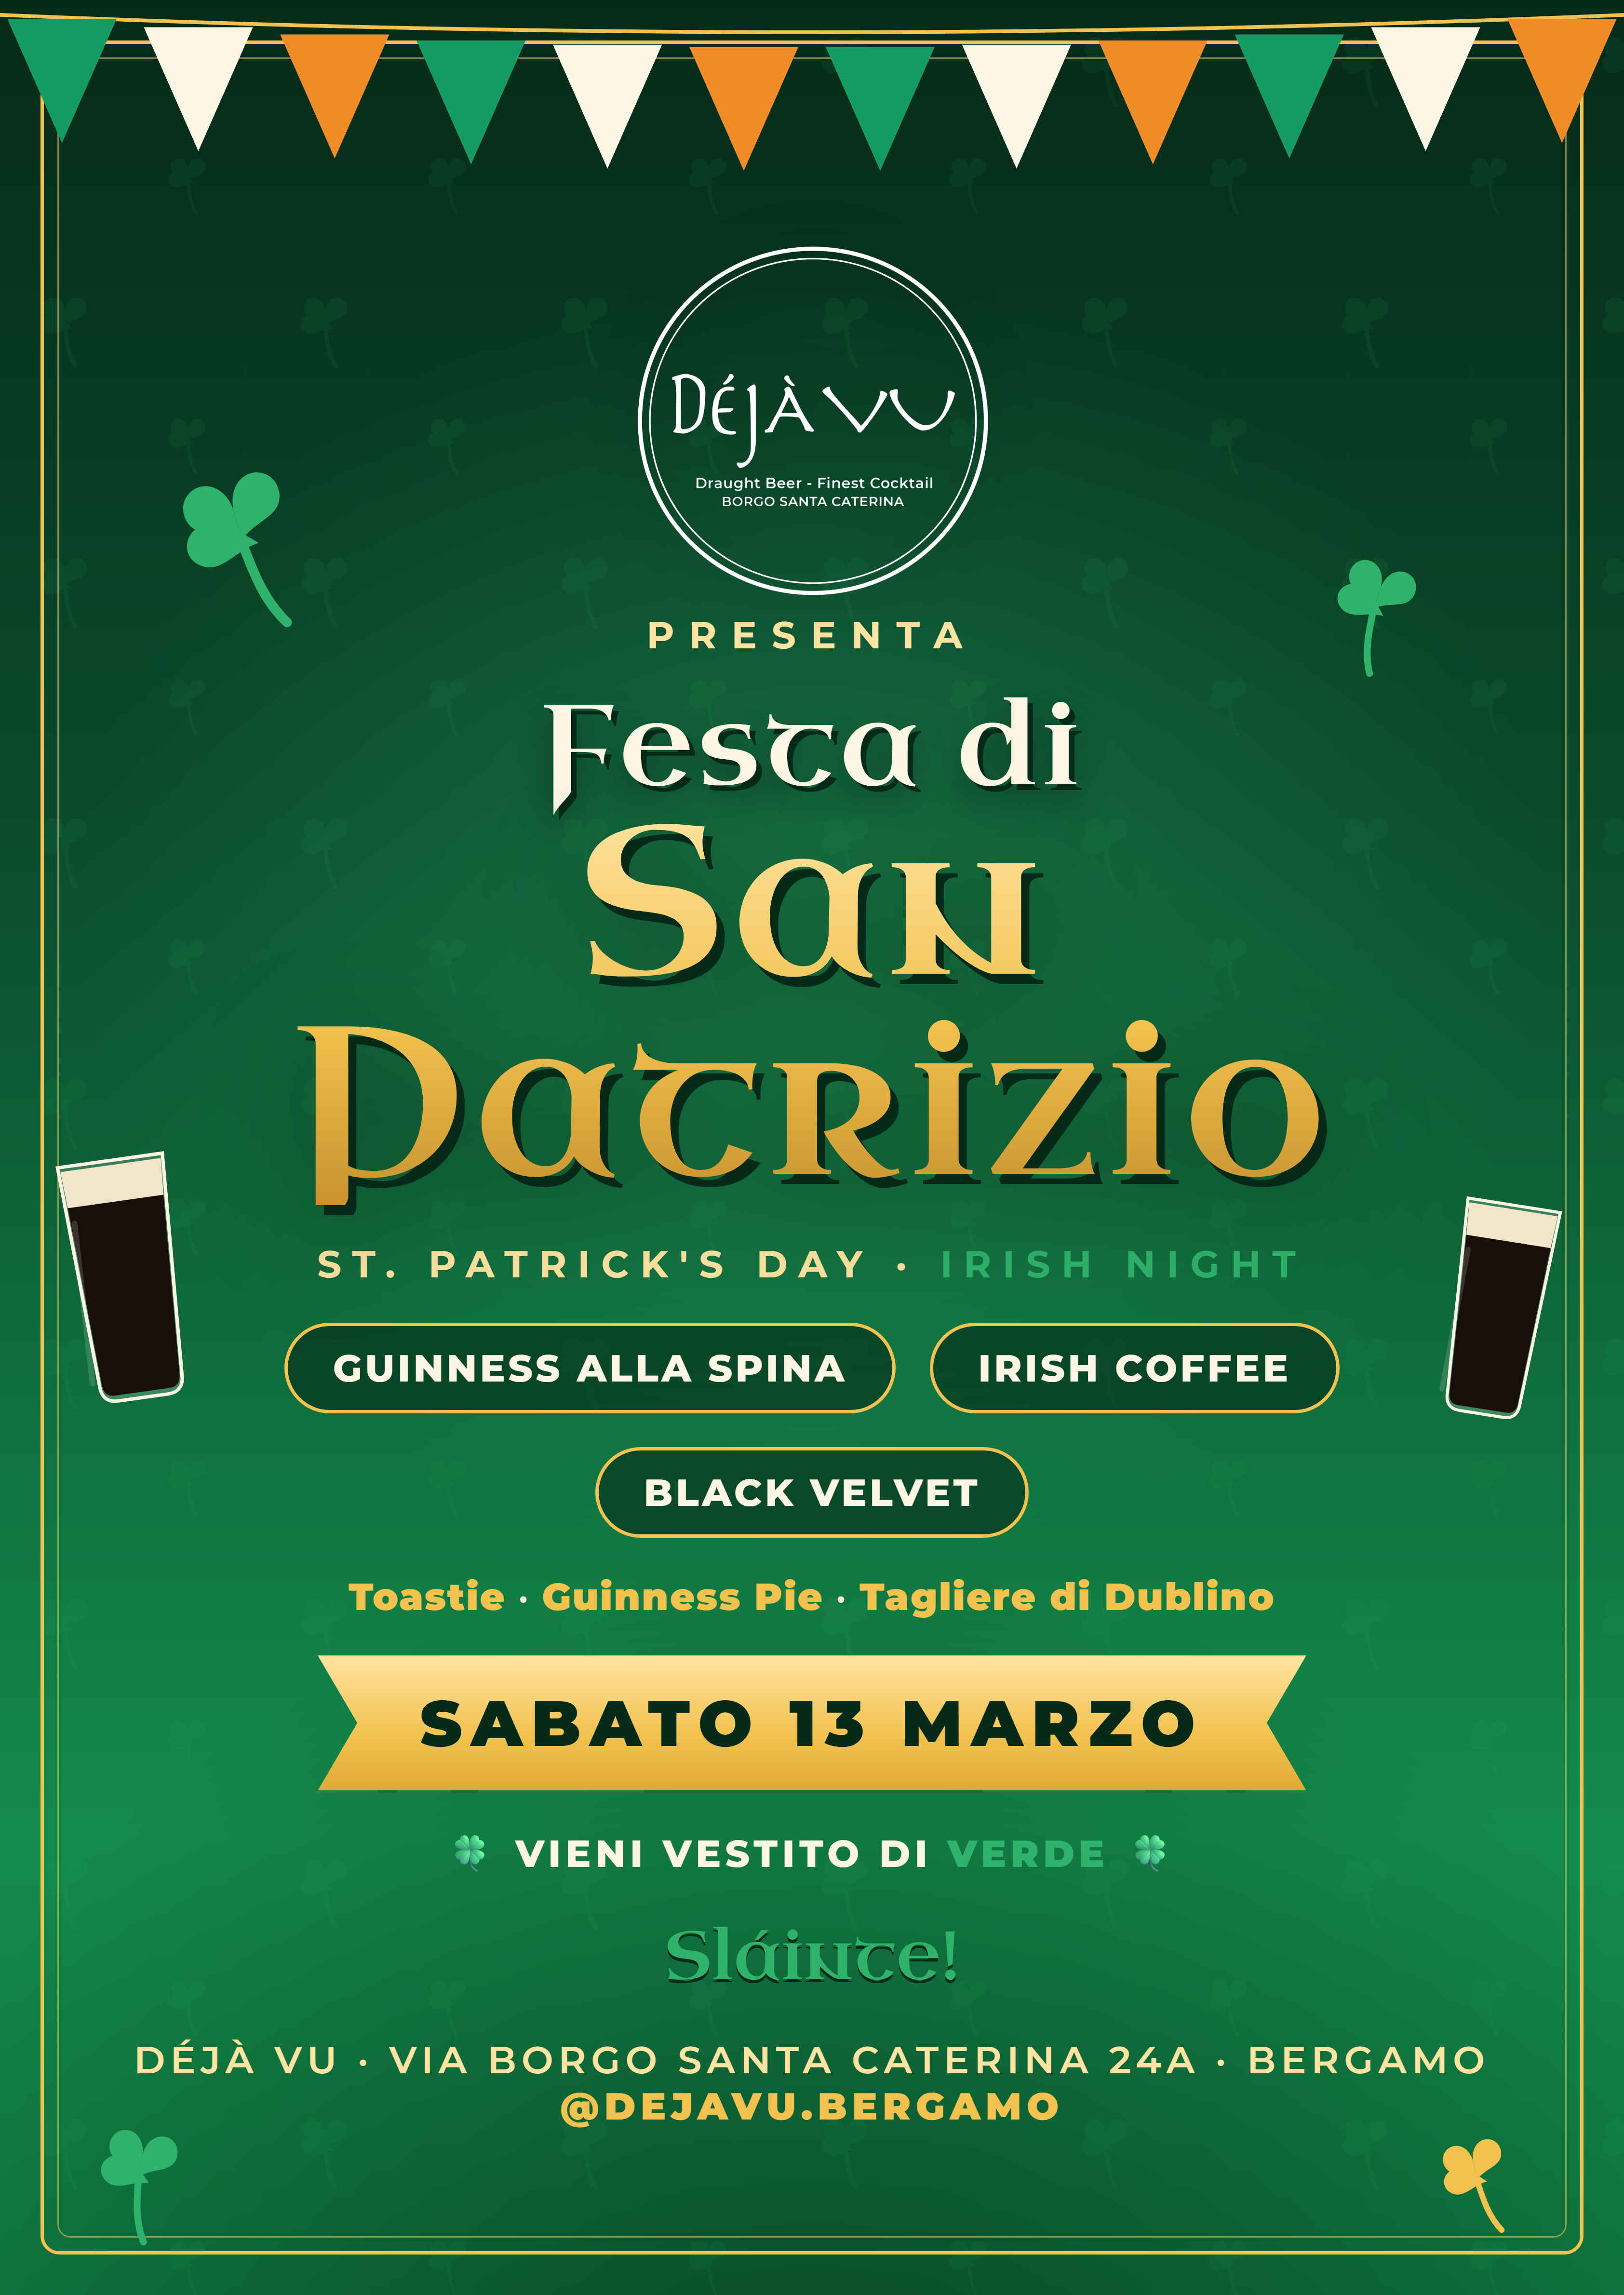 DÉJÀ VU
Draught Beer - Finest Cocktail
BORGO SANTA CATERINA
PRESENTA
Festa di
San
Patrizio
ST. PATRICK'S DAY · IRISH NIGHT
GUINNESS ALLA SPINA IRISH COFFEE
BLACK VELVET
Toastie · Guinness Pie · Tagliere di Dublino
SABATO 13 MARZO
🍀 VIENI VESTITO DI VERDE 🍀
Sláinte!
DÉJÀ VU · VIA BORGO SANTA CATERINA 24A · BERGAMO
@DEJAVU.BERGAMO